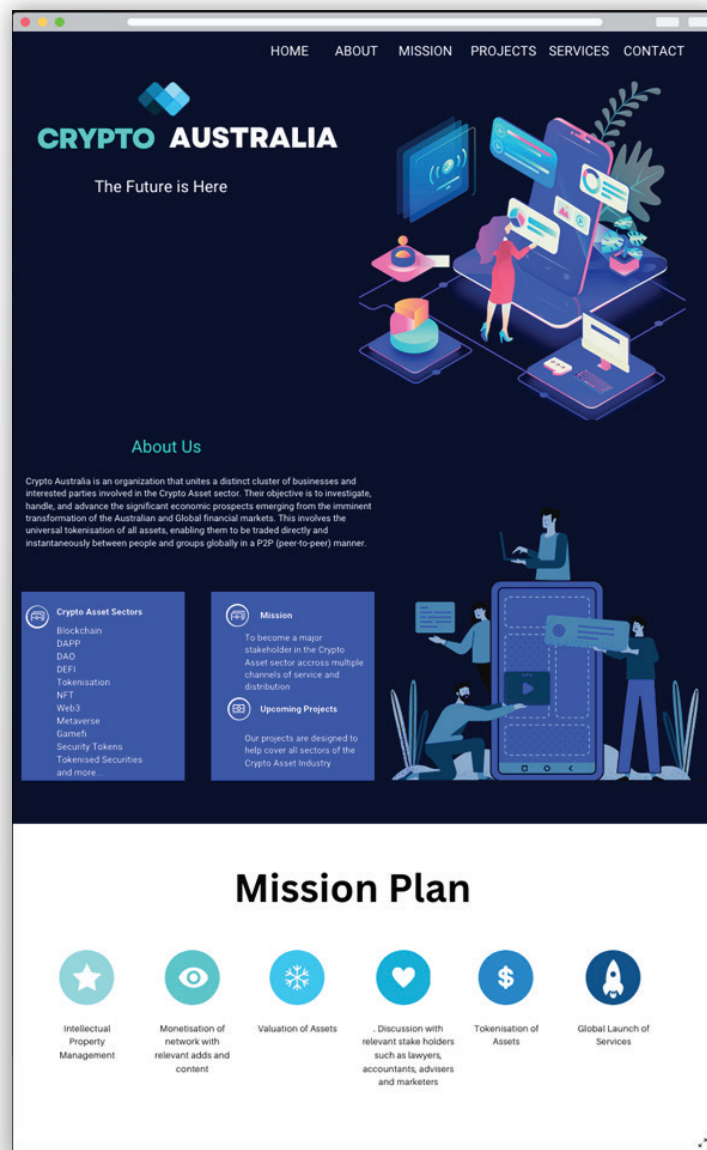 HOME ABOUT MISSION PROJECTS SERVICES CONTACT
CRYPTO AUSTRALIA
The Future is Here
About Us
Crypto Australia is an organization that unites a distinct cluster of businesses and
interested parties involved in the Crypto Asset sector. Their objective is to investigate,
handle, and advance the significant economic prospects emerging from the imminent
transformation of the Australian and Global financial markets. This involves the
universal tokenisation of all assets, enabling them to be traded directly and
instantaneously between people and groups globally in a P2P (peer-to-peer) manner.
Crypto Asset Sectors
Blockchain
DAPP
DAO
DEFI
Tokenisation
NFT
Web3
Metaverse
Gamefi
Security Tokens
Tokenised Securities
and more...
Mission
To become a major
stakeholder in the Crypto
Asset sector accross multiple
channels of service and
distribution
Upcoming Projects
Our projects are designed to
help cover all sectors of the
Crypto Asset Industry
Mission Plan
Intellectual
Property
Management
Monetisation of
network with
relevant adds and
content
Valuation of Assets
. Discussion with
relevant stake holders
such as lawyers,
accountants, advisers
and marketers
Tokenisation of
Assets
Global Launch of
Services